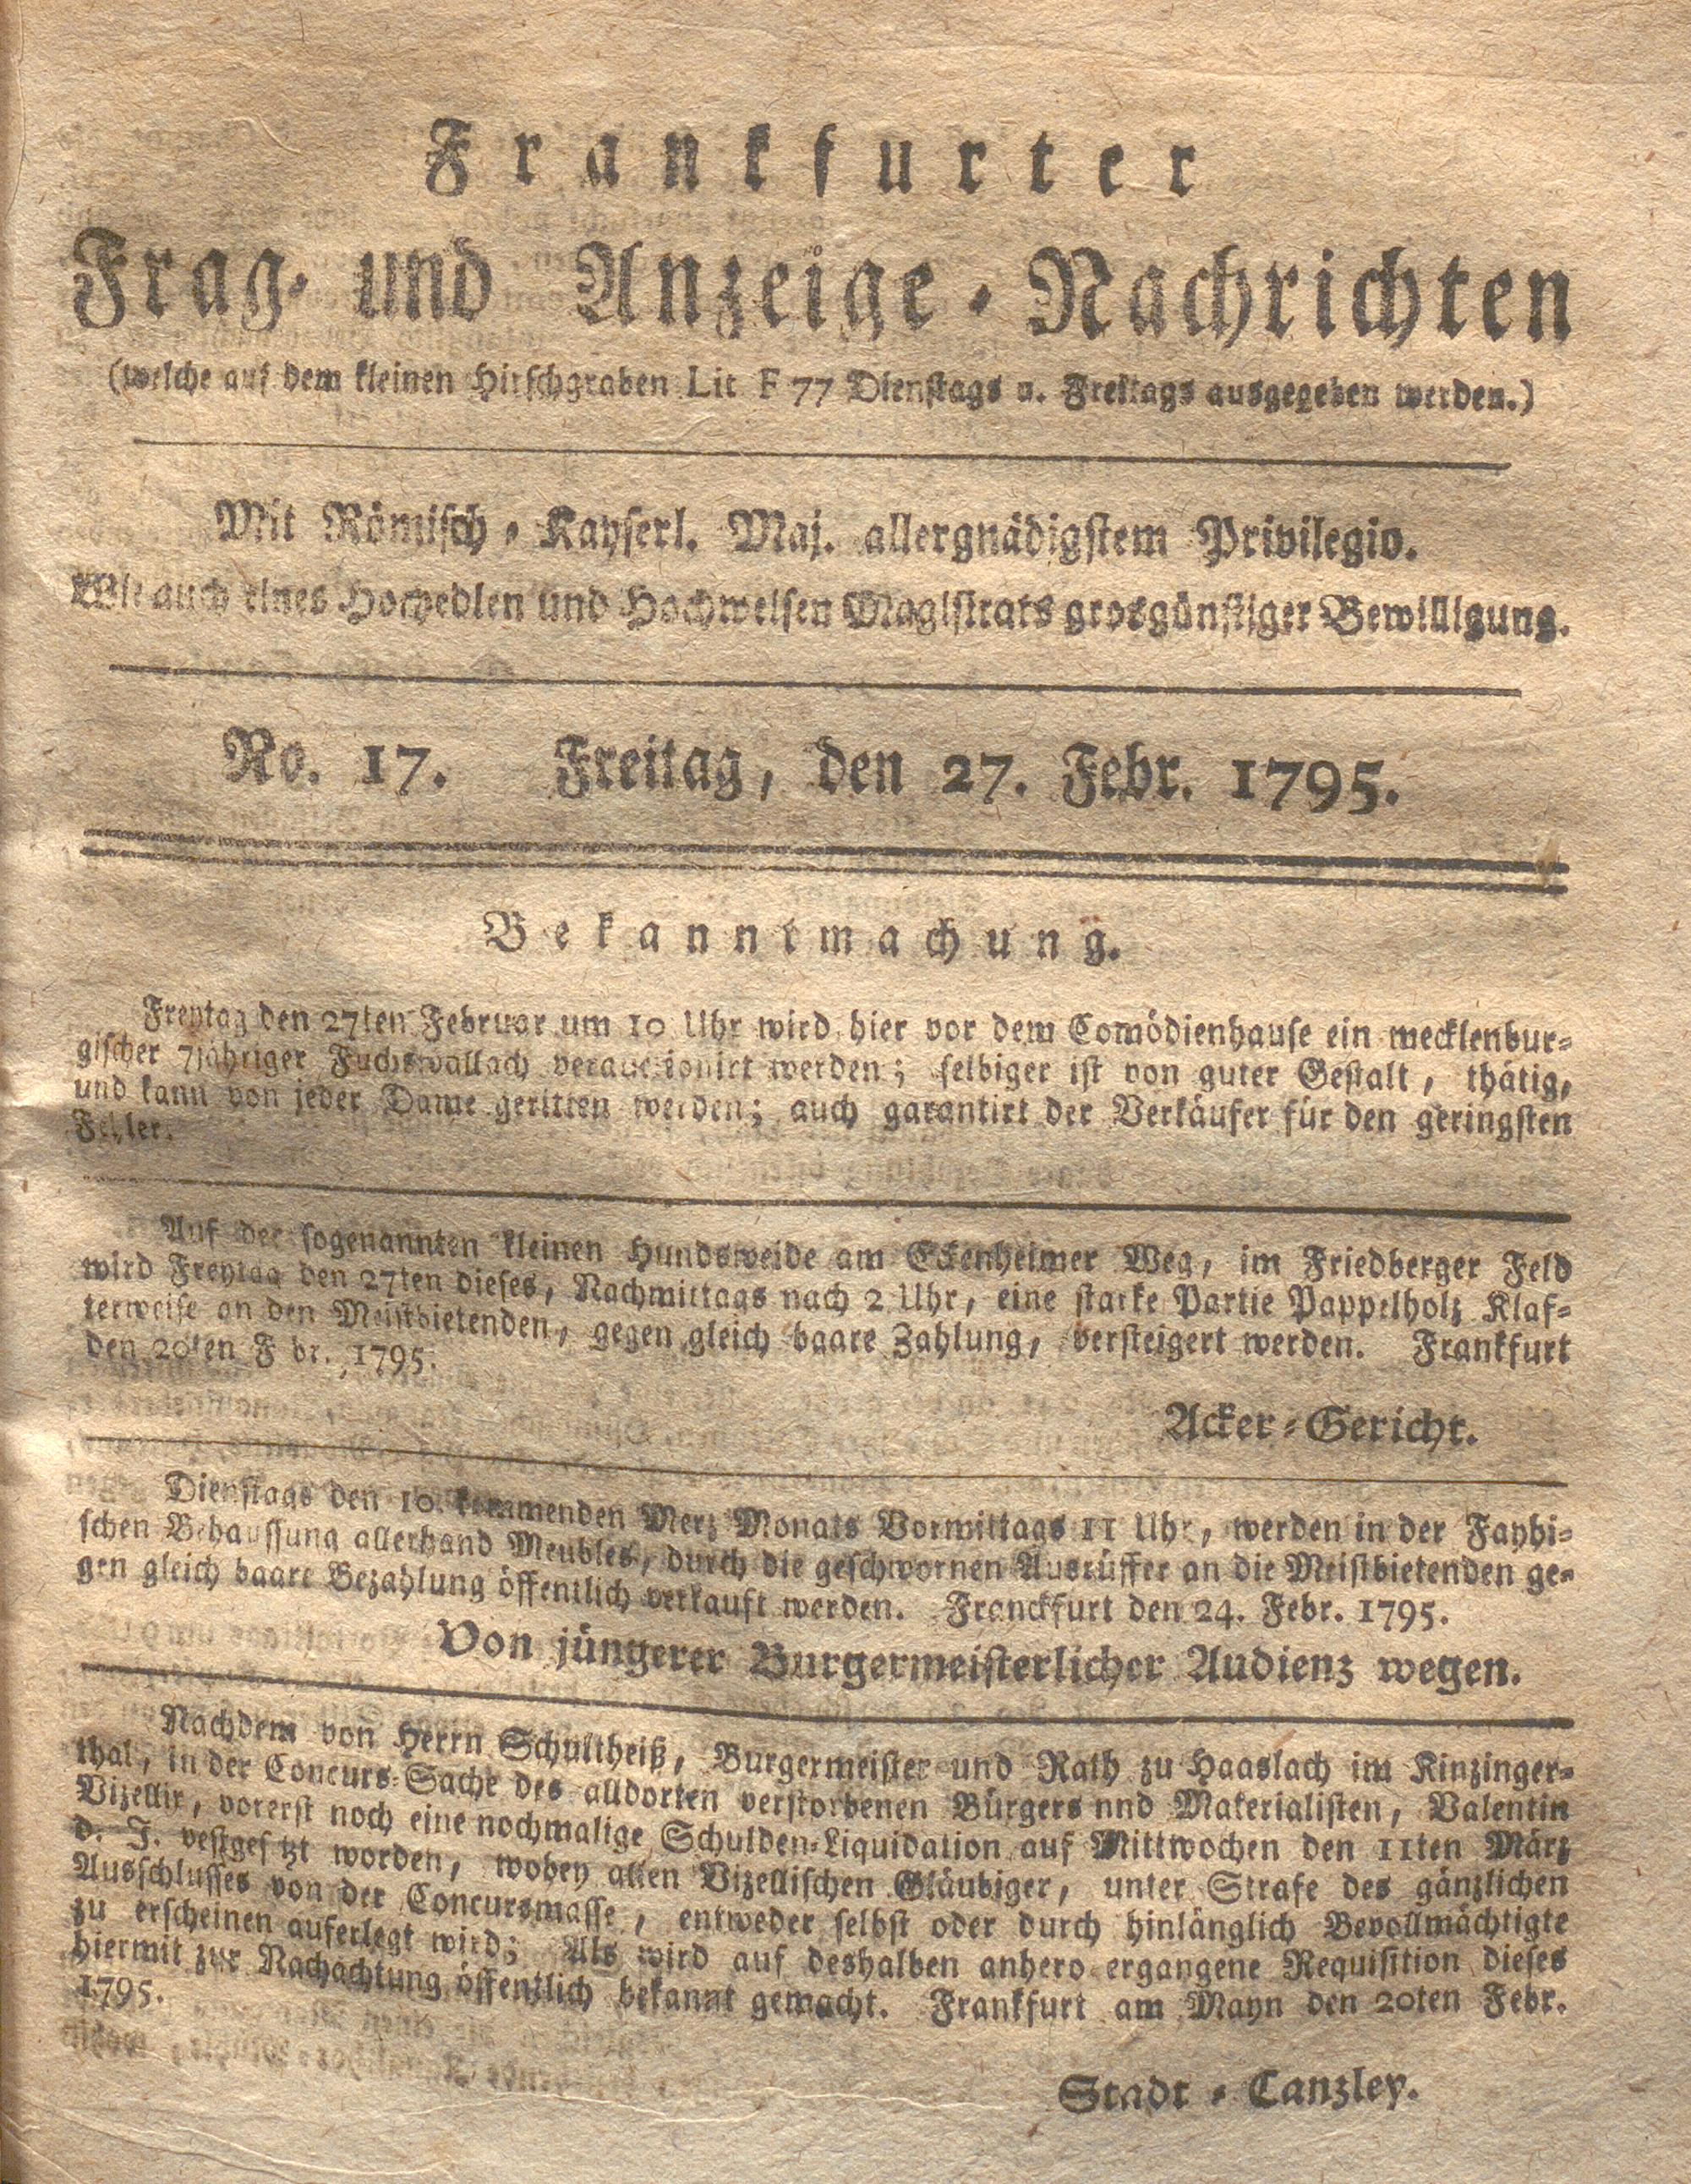 Frankfurter
Frag- und Anzeige-Nachrichten
(welche auf dem kleinen Hirschgraben Lit F 77 Dienstags u. Freitags ausgegeben werden.)
Mit Römisch-Kayserl. Maj. allergnädigstem Privilegio.
Wie auch eines Hochedlen und Hochweisen Magistrats grosgünstiger Bewilligung.
No. 17. Freitag, den 27. Febr. 1795.
Bekanntmachung.
Freytag den 27ten Februar um 10 Uhr wird hier vor dem Comödienhause ein mecklenbur-
gischer 7jähriger Fuchswallach verauctionirt werden; selbiger ist von guter Gestalt, thätig,
und kann von jeder Dame geritten werden; auch garantirt der Verkäufer für den geringsten
Fehler.
Auf der sogenannten kleinen Hundsweide am Eckenheimer Weg, im Friedberger Feld
wird Freytag den 27ten dieses, Nachmittags nach 2 Uhr, eine starke Partie Pappelholz Klaf-
terweise an den Meistbietenden, gegen gleich baare Zahlung, versteigert werden. Frankfurt
den 20ten F br. 1795.
Acker-Gericht.
Dienstags den 10. kommenden Merz Monats Vormittags 11 Uhr, werden in der Fayhi-
schen Behaussung allerhand Meubles, durch die geschwornen Ausrüffer an die Meistbietenden ge-
gen gleich baare Bezahlung öffentlich verkauft werden. Franckfurt den 24. Febr. 1795.
Von jüngerer Burgermeisterlicher Audienz wegen.
Nachdem von Herrn Schultheiß, Burgermeister und Rath zu Haaslach im Kinzinger-
thal, in der Concurs-Sache des alldorten verstorbenen Bürgers nnd Materialisten, Valentin
Vizellir, vorerst noch eine nochmalige Schulden-Liquidation auf Mittwochen den 11ten März
d. J. vestgesetzt worden, wobey allen Vizellischen Gläubiger, unter Strafe des gänzlichen
Ausschlusses von der Concursmasse, entweder selbst oder durch hinlänglich Bevollmächtigte
zu erscheinen auferlegt wird; Als wird auf deshalben anhero ergangene Requisition dieses
hiermit zur Nachachtung öffentlich bekannt gemacht. Frankfurt am Mayn den 20ten Febr.
1795.
Stadt-Canzley.